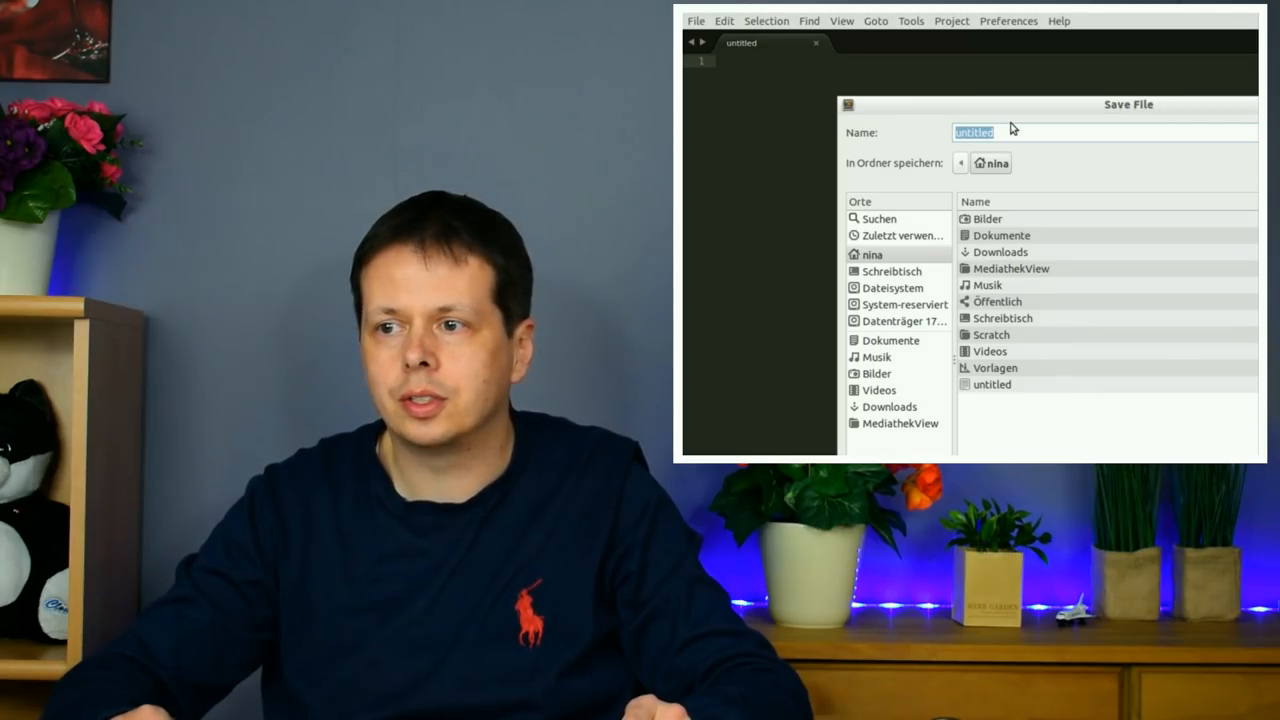 File Edit Selection Find View Goto Tools Project Preferences Help
untitled ×
1
Save File
Name: untitled
In Ordner speichern: nina
Orte
Suchen
Zuletzt verwen...
nina
Schreibtisch
Dateisystem
System-reserviert
Datenträger 17...
Dokumente
Musik
Bilder
Videos
Downloads
MediathekView
Name
Bilder
Dokumente
Downloads
MediathekView
Musik
Öffentlich
Schreibtisch
Scratch
Videos
Vorlagen
untitled
HERB GARDEN